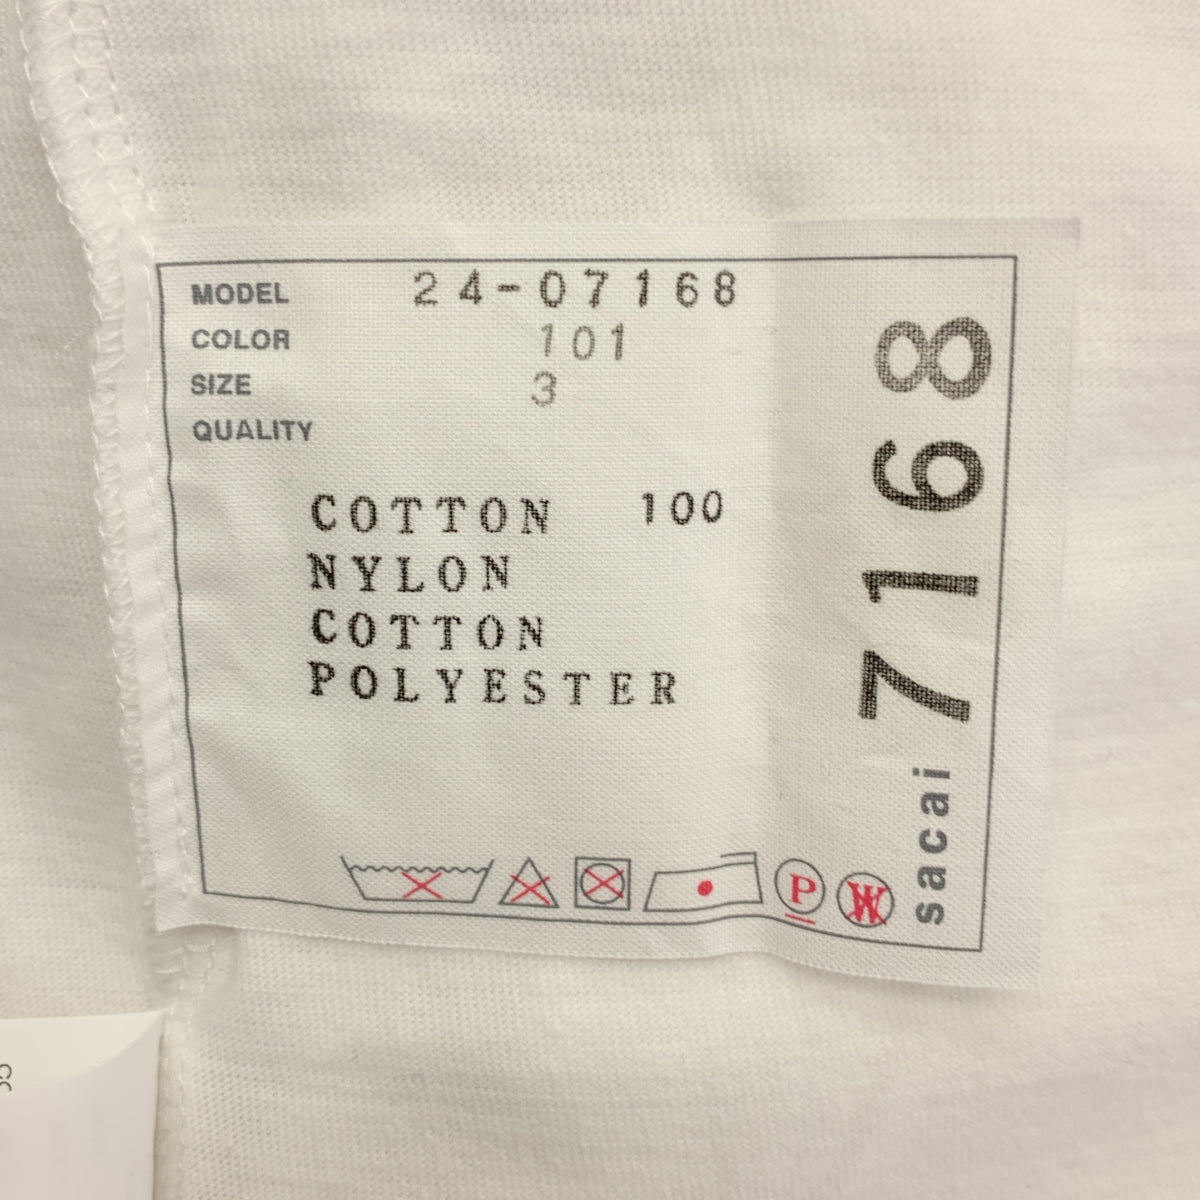 MODEL 24-07168
COLOR 101
SIZE 3
QUALITY
COTTON 100
NYLON
COTTON
POLYESTER
P W
sacai 7168